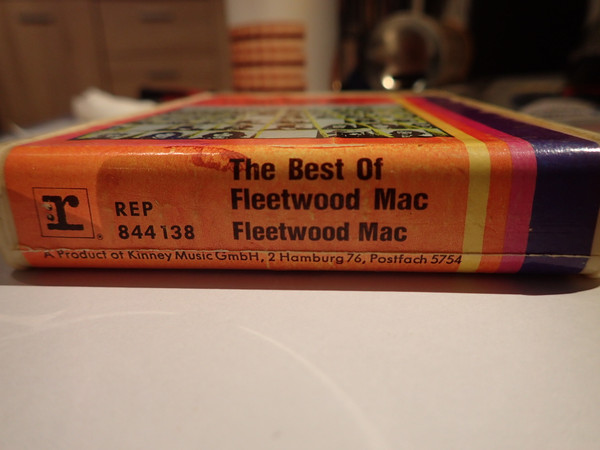 The Best Of
Fleetwood Mac
Fleetwood Mac
r
®
REP
844138
A Product of Kinney Music GmbH, 2 Hamburg 76, Postfach 5754